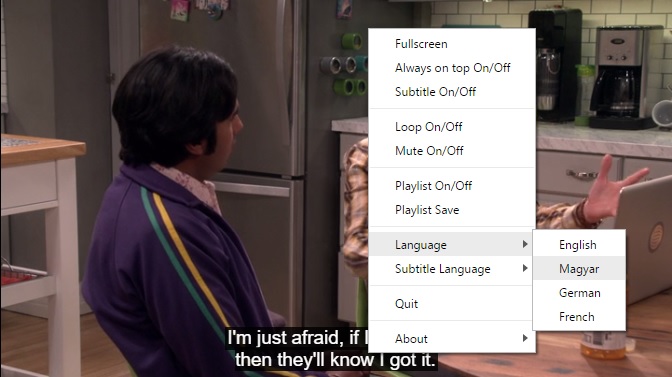 Fullscreen
Always on top On/Off
Subtitle On/Off
Loop On/Off
Mute On/Off
Playlist On/Off
Playlist Save
Language
English
Magyar
German
French
Subtitle Language
Quit
About
I'm just afraid, if I
then they'll know I got it.